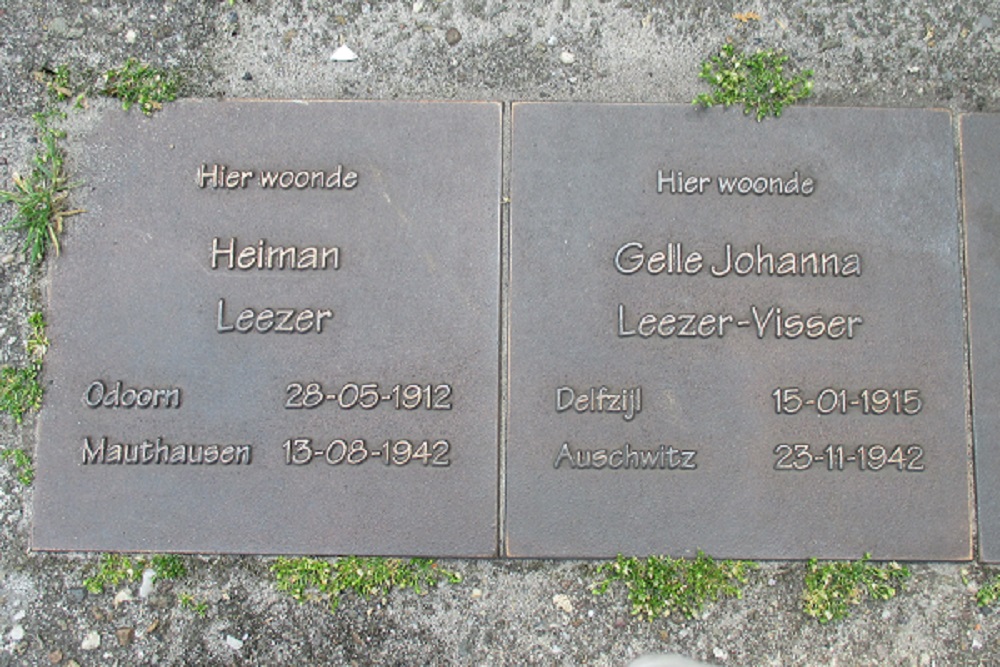 Hier woonde
Heiman
Leezer
Odoorn 28-05-1912
Mauthausen 13-08-1942
Hier woonde
Gelle Johanna
Leezer-Visser
Delfzijl 15-01-1915
Auschwitz 23-11-1942